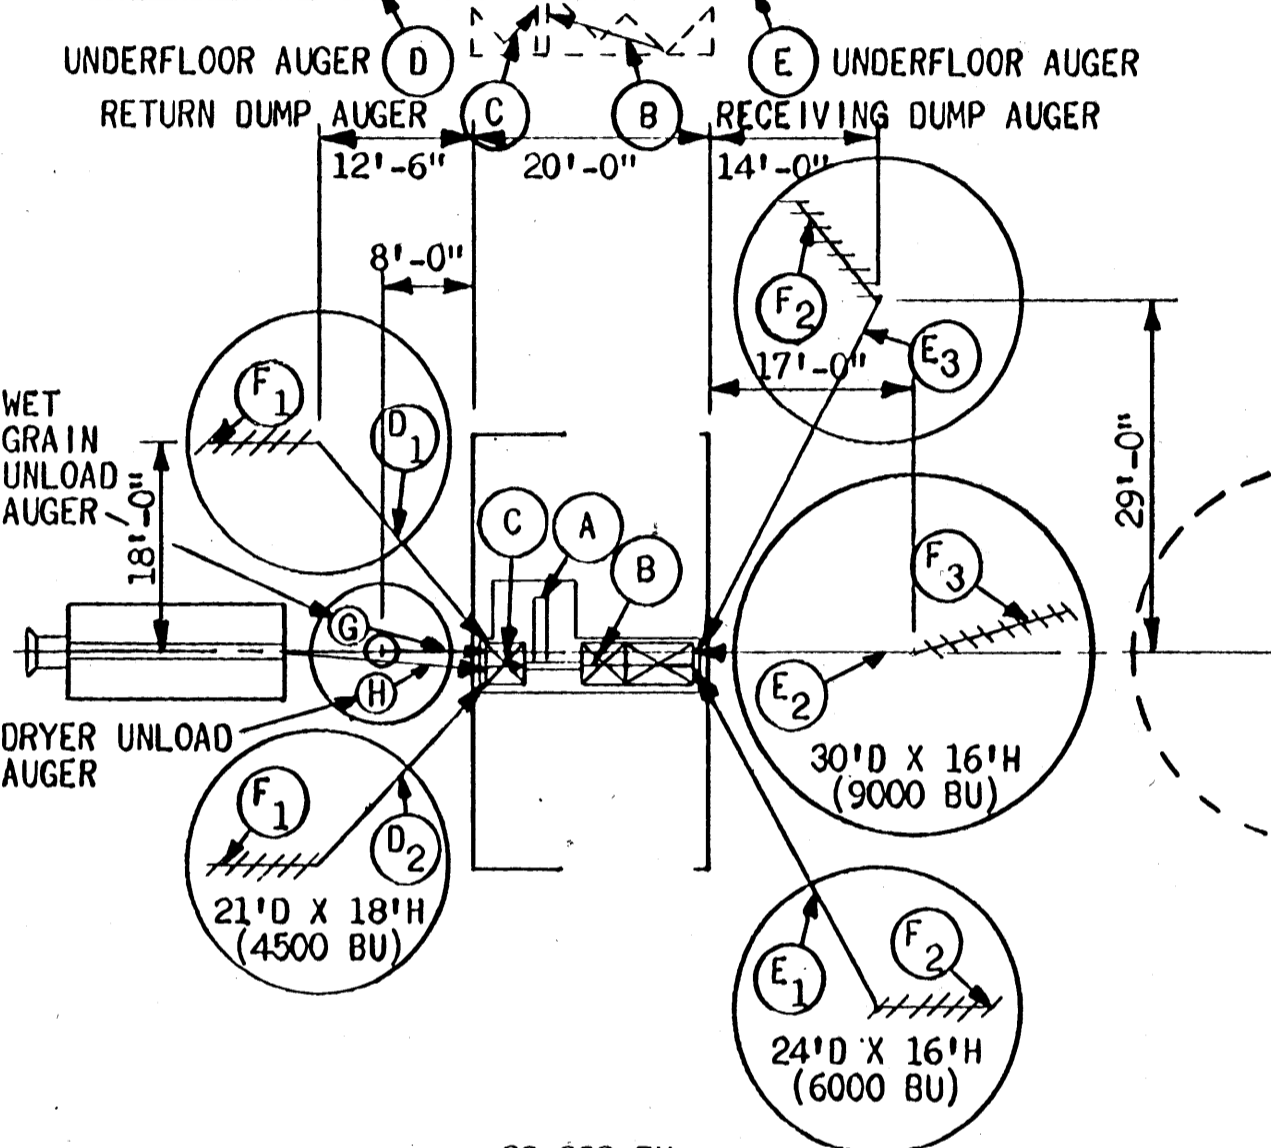 UNDERFLOOR AUGER D
C
B
E UNDERFLOOR AUGER
RETURN DUMP AUGER
RECEIVING DUMP AUGER
12'-6"
20'-0"
14'-0"
8'-0"
F2
E3
17'-0"
29'-0"
F1
D1
WET
GRAIN
UNLOAD
AUGER
18'-0"
C
A
B
F3
G
H
E2
DRYER UNLOAD
AUGER
30'D X 16'H
(9000 BU)
F1
D2
21'D X 18'H
(4500 BU)
F2
E1
24'D X 16'H
(6000 BU)